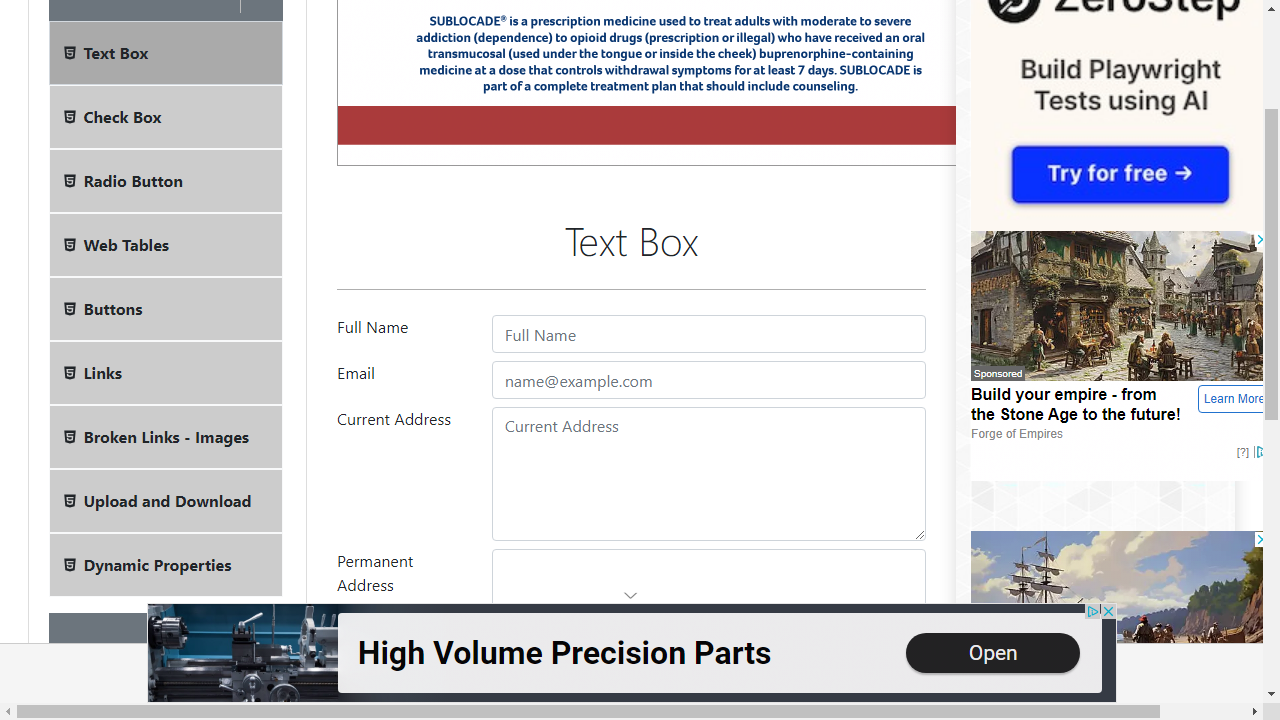 Text Box
Check Box
Radio Button
Web Tables
Buttons
Links
Broken Links - Images
Upload and Download
Dynamic Properties
SUBLOCADE® is a prescription medicine used to treat adults with moderate to severe
addiction (dependence) to opioid drugs (prescription or illegal) who have received an oral
transmucosal (used under the tongue or inside the cheek) buprenorphine-containing
medicine at a dose that controls withdrawal symptoms for at least 7 days. SUBLOCADE is
part of a complete treatment plan that should include counseling.
Text Box
Full Name
Full Name
Email
name@example.com
Current Address
Current Address
Permanent
Address
ZeroStep
Build Playwright
Tests using AI
Try for free →
Sponsored
Build your empire - from
the Stone Age to the future!
Learn More
Forge of Empires
[?]
High Volume Precision Parts
Open